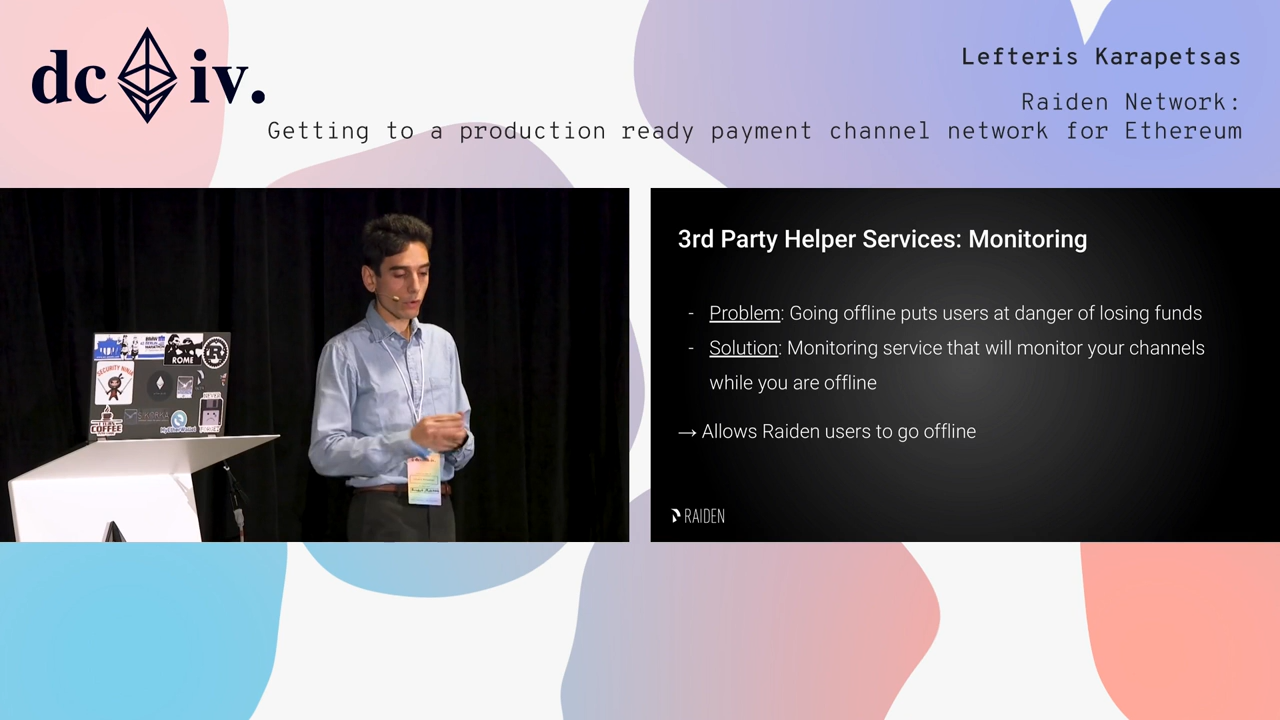 dc iv.
Lefteris Karapetsas
Raiden Network:
Getting to a production ready payment channel network for Ethereum
3rd Party Helper Services: Monitoring
- Problem: Going offline puts users at danger of losing funds
- Solution: Monitoring service that will monitor your channels
while you are offline
→ Allows Raiden users to go offline
RAIDEN
ROME
SECURITY NINJA
COFFEE